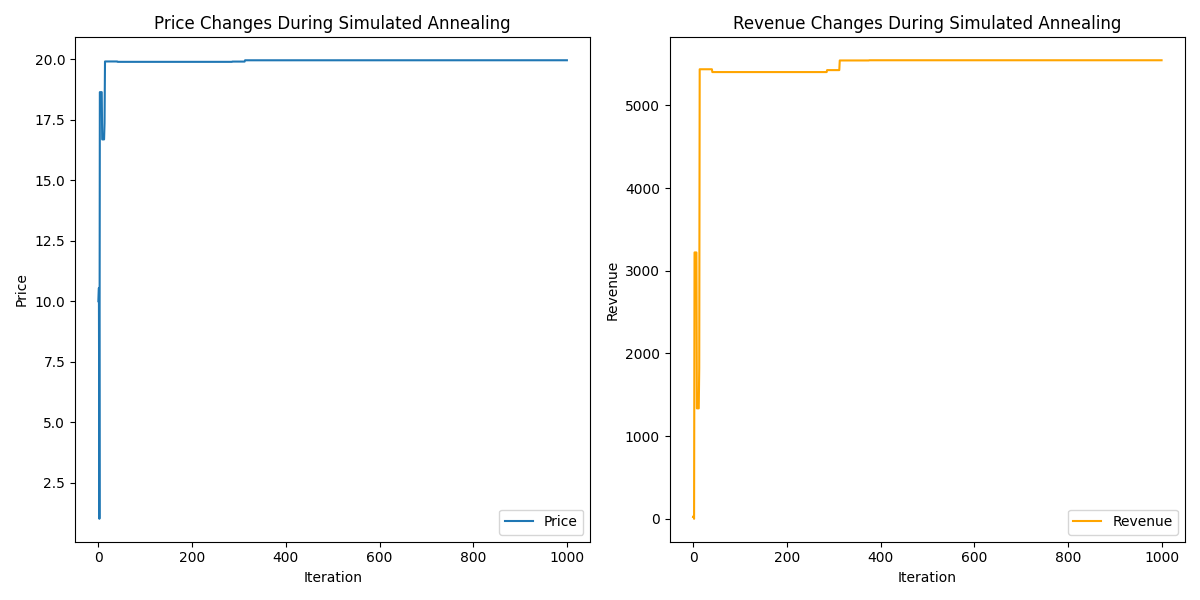 Price Changes During Simulated Annealing
20.0
17.5
15.0
12.5
10.0
7.5
5.0
2.5
Price
0 200 400 600 800 1000
Iteration
Price
Revenue Changes During Simulated Annealing
5000
4000
3000
2000
1000
0
Revenue
0 200 400 600 800 1000
Iteration
Revenue